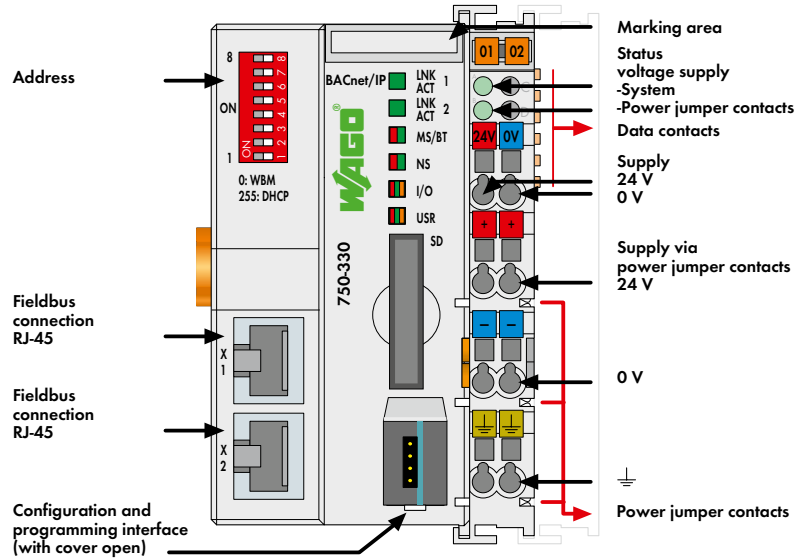 Address
Fieldbus
connection
RJ-45
Fieldbus
connection
RJ-45
Configuration and
programming interface
(with cover open)
8
ON
1
ON
1 2 3 4 5 6 7 8
0: WBM
255: DHCP
X
1
X
2
BACnet/IP
LNK
ACT
1
LNK
ACT
2
MS/BT
NS
I/O
USR
SD
WAGO
®
750-330
01 02
24V 0V
+ +
− −
Marking area
Status
voltage supply
-System
-Power jumper contacts
Data contacts
Supply
24 V
0 V
Supply via
power jumper contacts
24 V
0 V
Power jumper contacts